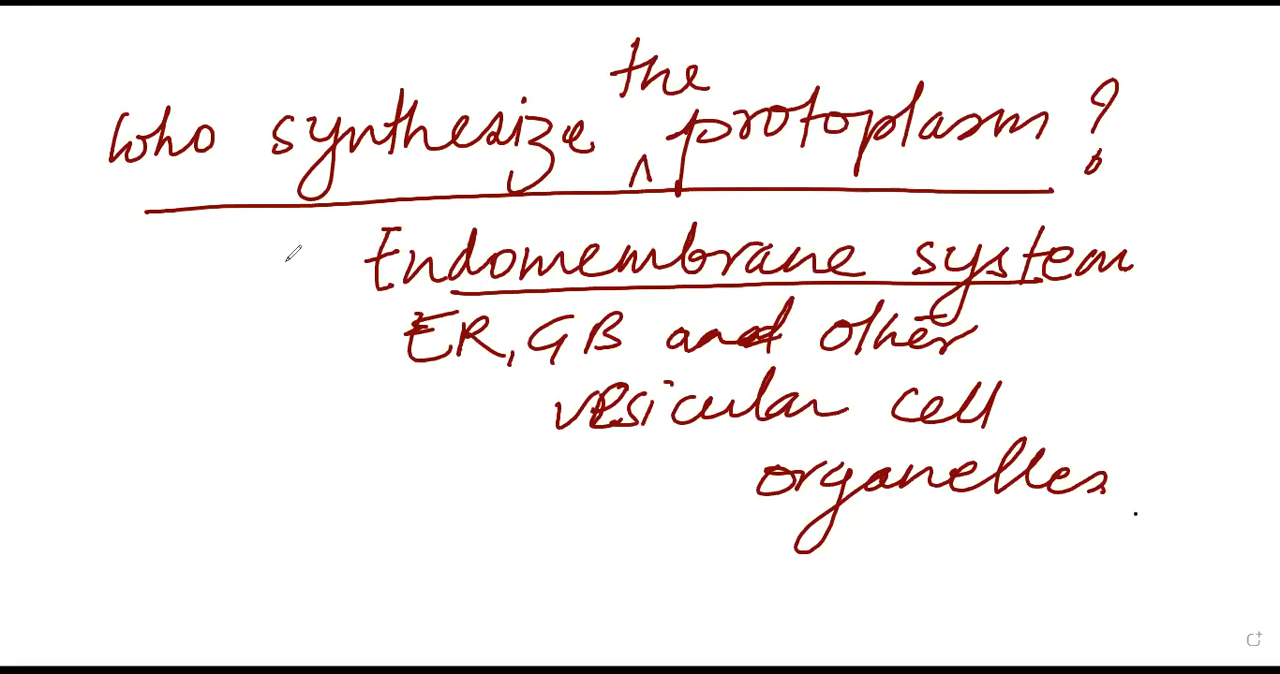 who synthesize the protoplasm ?
Endomembrane system
ER, GB and other
vesicular cell
organelles